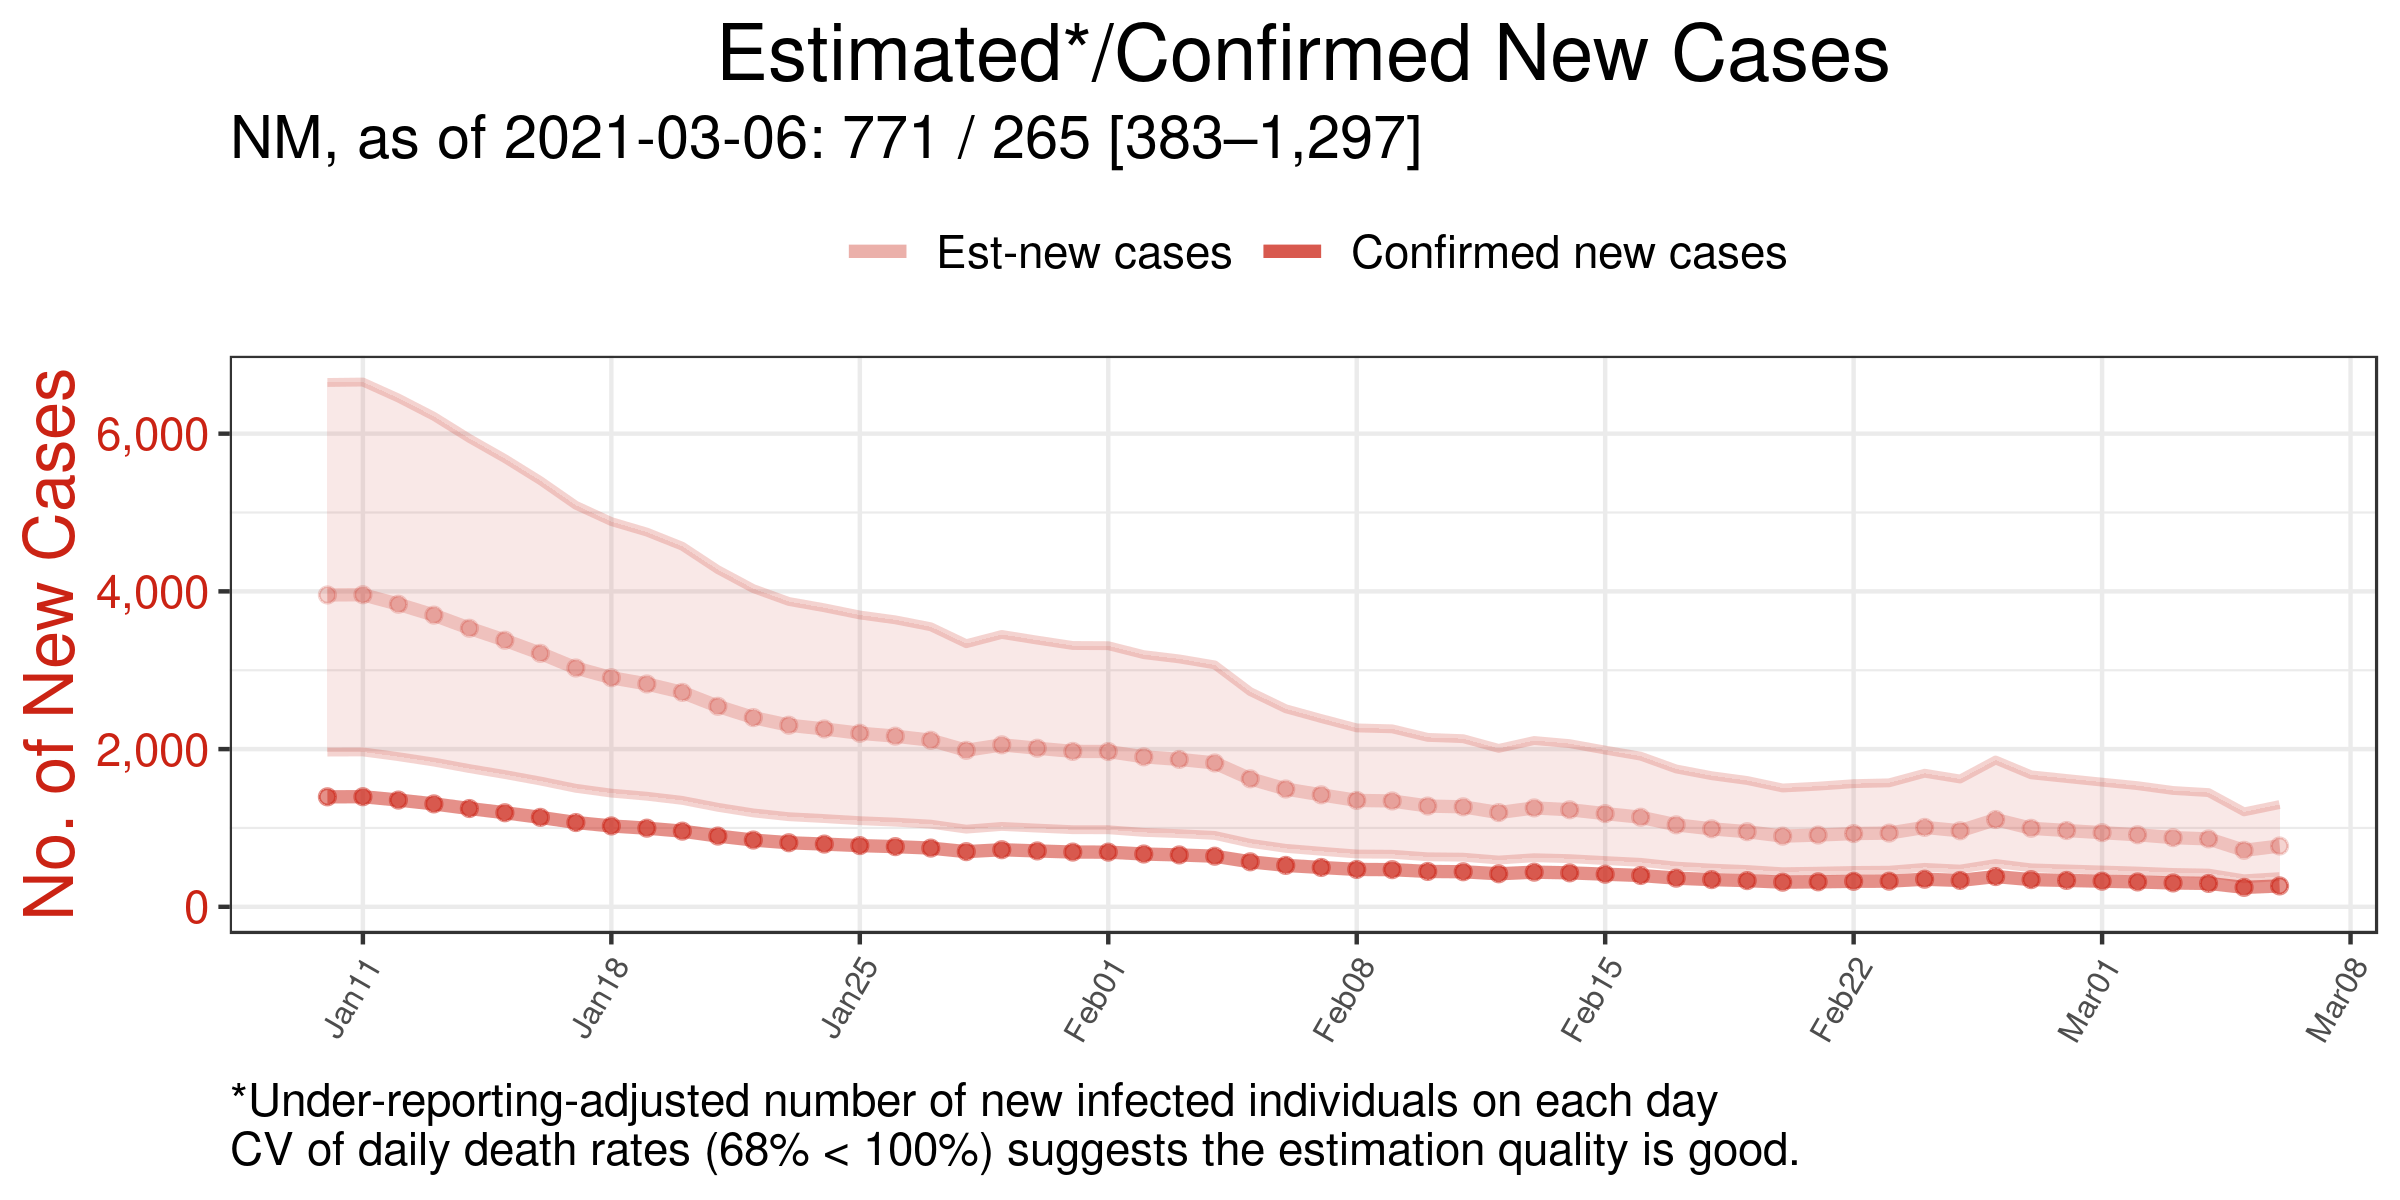 Estimated*/Confirmed New Cases
NM, as of 2021-03-06: 771 / 265 [383–1,297]
Est-new cases
Confirmed new cases
No. of New Cases
6,000
4,000
2,000
0
Jan11
Jan18
Jan25
Feb01
Feb08
Feb15
Feb22
Mar01
Mar08
*Under-reporting-adjusted number of new infected individuals on each day
CV of daily death rates (68% < 100%) suggests the estimation quality is good.